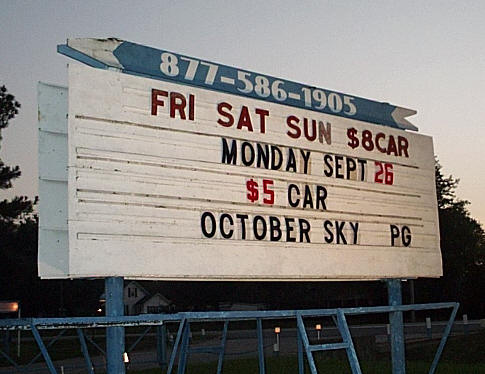 877-586-1905
FRI SAT SUN $8CAR
MONDAY SEPT 26
$5 CAR
OCTOBER SKY PG